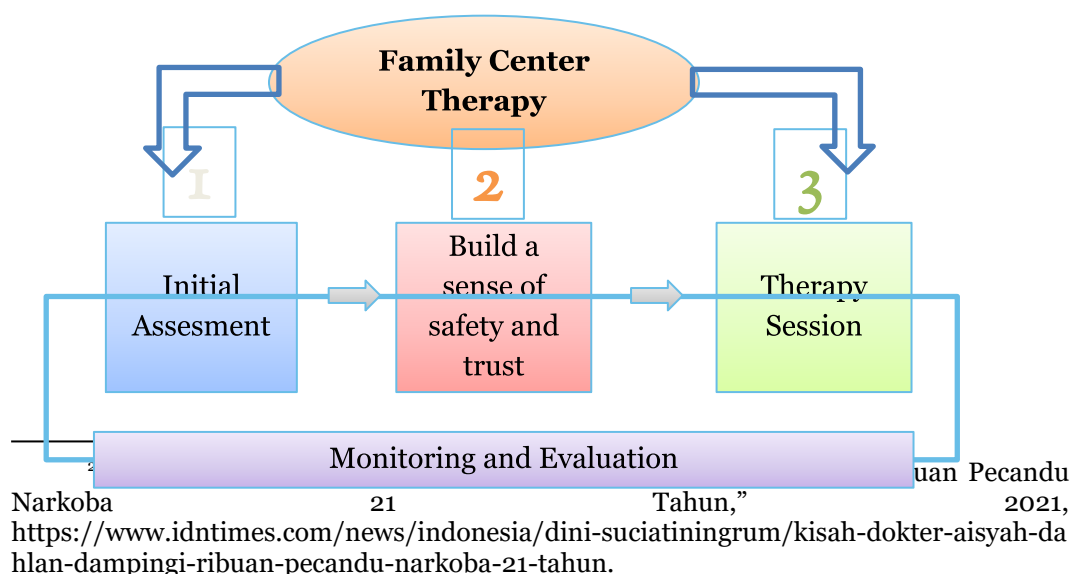 Family Center
Therapy
1
2
3
Initial
Assesment
Build a
sense of
safety and
trust
Therapy
Session
Monitoring and Evaluation
2
uan Pecandu
Narkoba 21 Tahun,” 2021,
https://www.idntimes.com/news/indonesia/dini-suciatiningrum/kisah-dokter-aisyah-da
hlan-dampingi-ribuan-pecandu-narkoba-21-tahun.